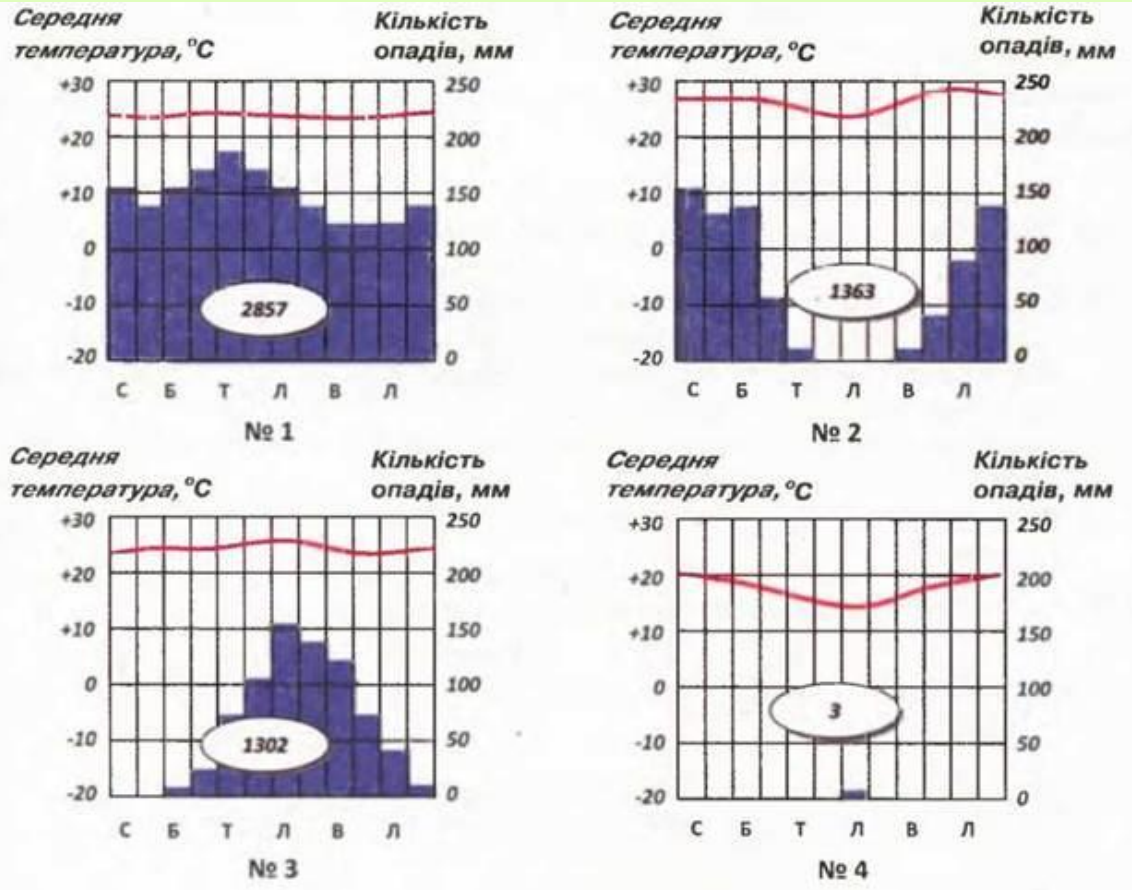 Середня
температура, °C
Кількість
опадів, мм
+30
+20
+10
0
-10
-20
250
200
150
100
50
0
2857
С Б Т Л В Л
№ 1
Середня
температура, °C
Кількість
опадів, мм
+30
+20
+10
0
-10
-20
250
200
150
100
50
0
1363
С Б Т Л В Л
№ 2
Середня
температура, °C
Кількість
опадів, мм
+30
+20
+10
0
-10
-20
250
200
150
100
50
0
1302
С Б Т Л В Л
№ 3
Середня
температура, °C
Кількість
опадів, мм
+30
+20
+10
0
-10
-20
250
200
150
100
50
0
3
С Б Т Л В Л
№ 4